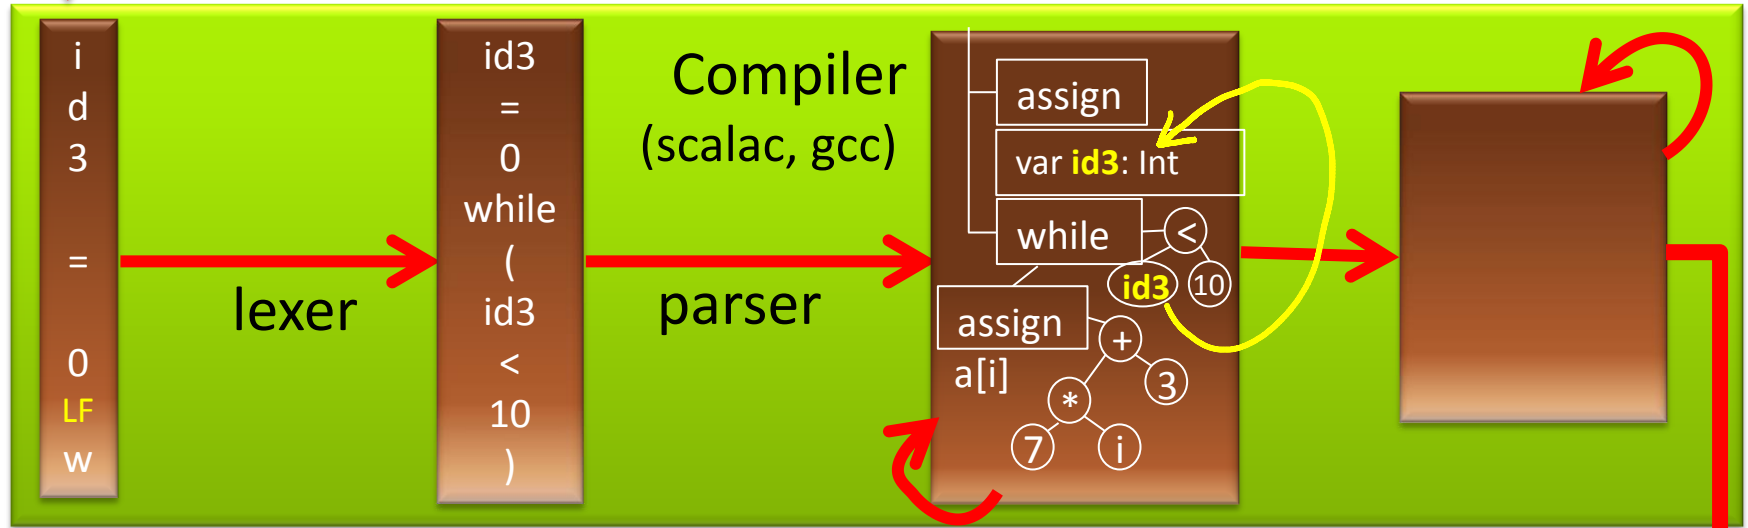 i
d
3
=
0
LF
w
lexer
id3
=
0
while
(
id3
<
10
)
Compiler
(scalac, gcc)
parser
assign
var id3: Int
while
<
id3
10
assign
+
a[i]
3
*
7
i